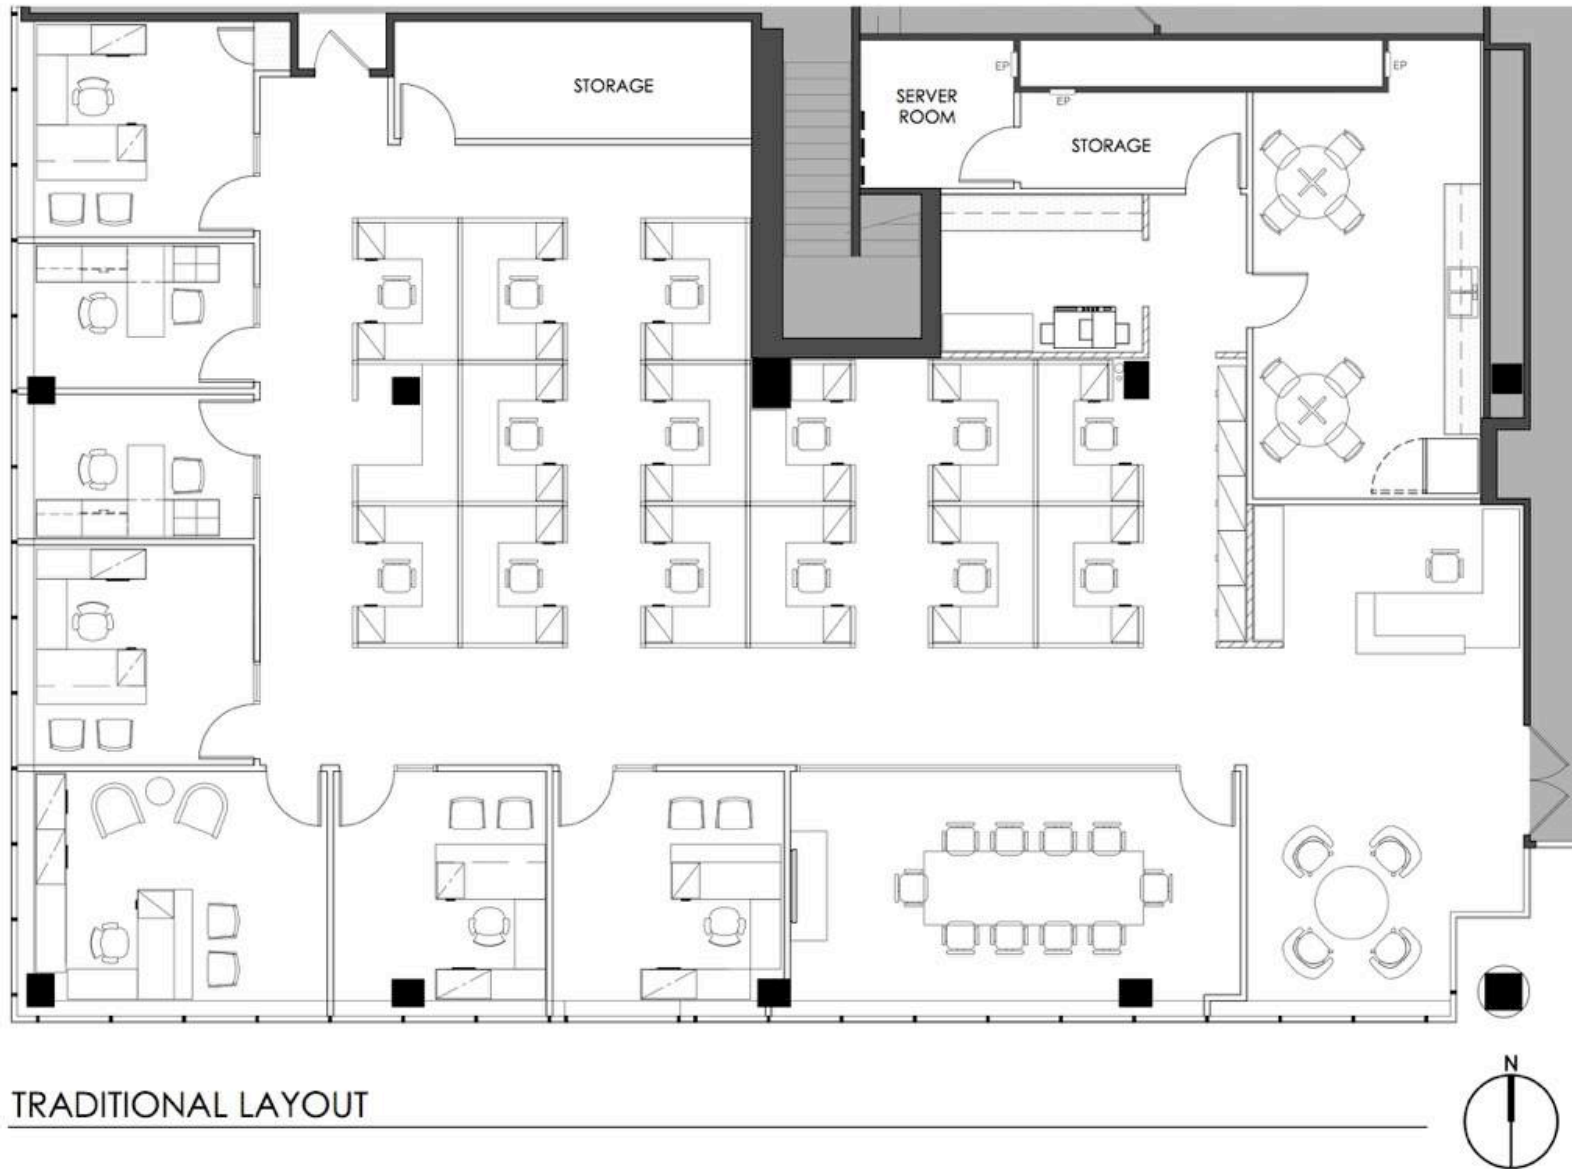 STORAGE
EP
EP
SERVER
ROOM
EP
STORAGE
N
TRADITIONAL LAYOUT